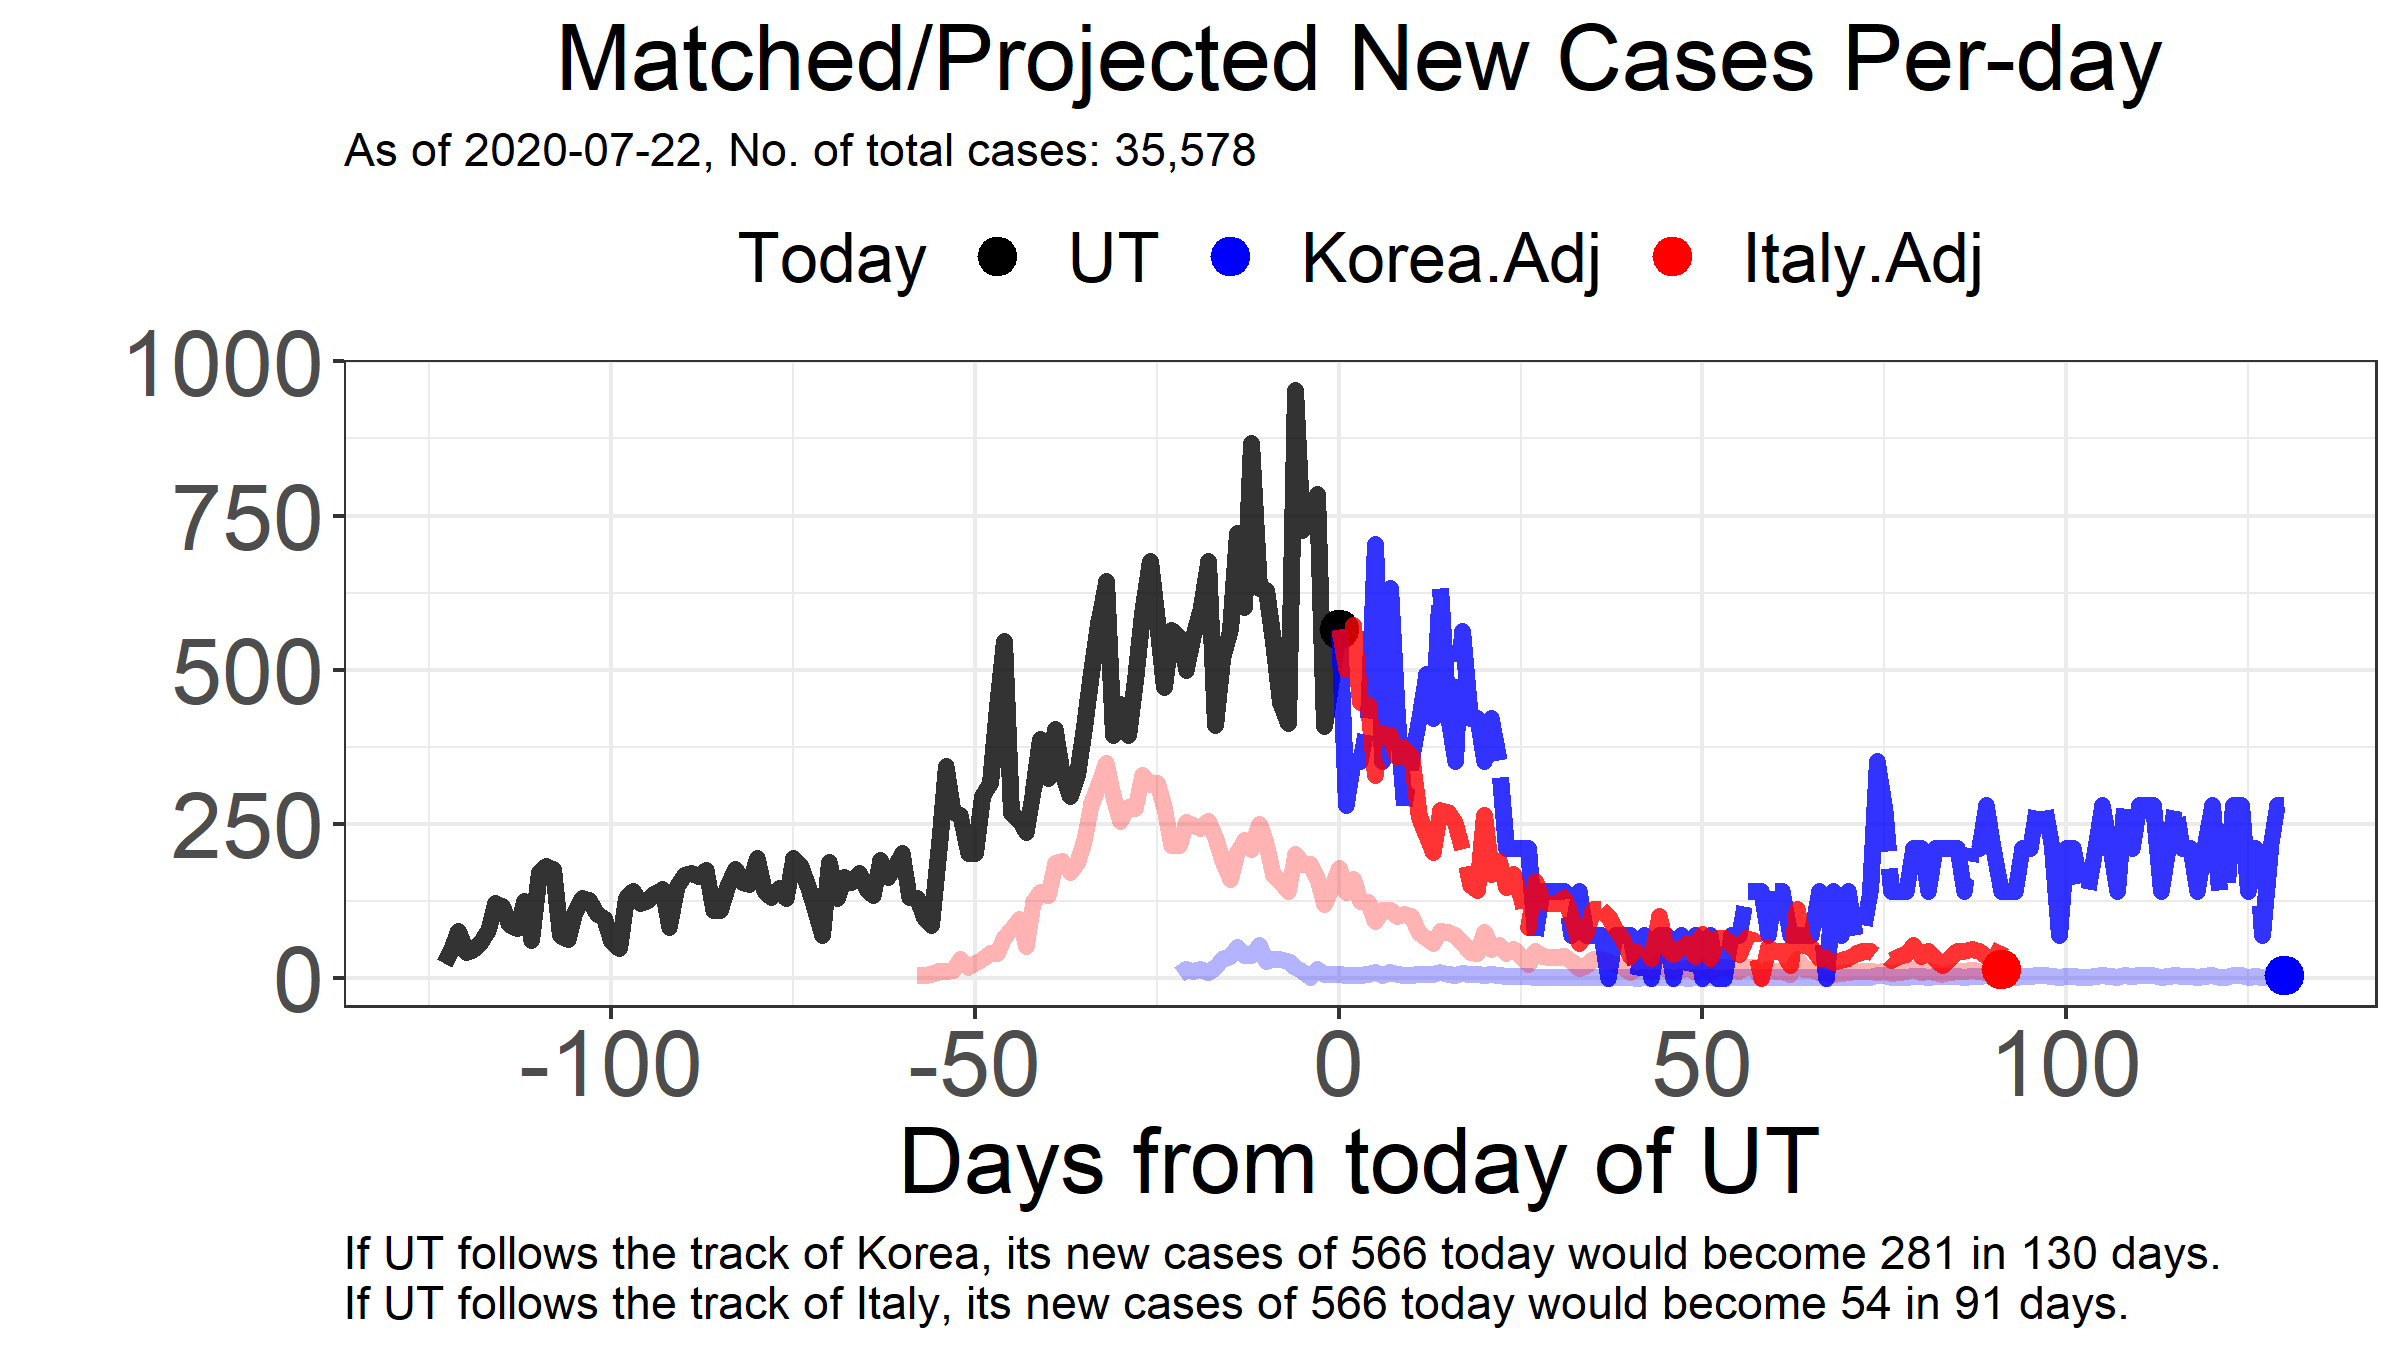 Matched/Projected New Cases Per-day
As of 2020-07-22, No. of total cases: 35,578
Today UT Korea.Adj Italy.Adj
1000
750
500
250
0
-100 -50 0 50 100
Days from today of UT
If UT follows the track of Korea, its new cases of 566 today would become 281 in 130 days.
If UT follows the track of Italy, its new cases of 566 today would become 54 in 91 days.